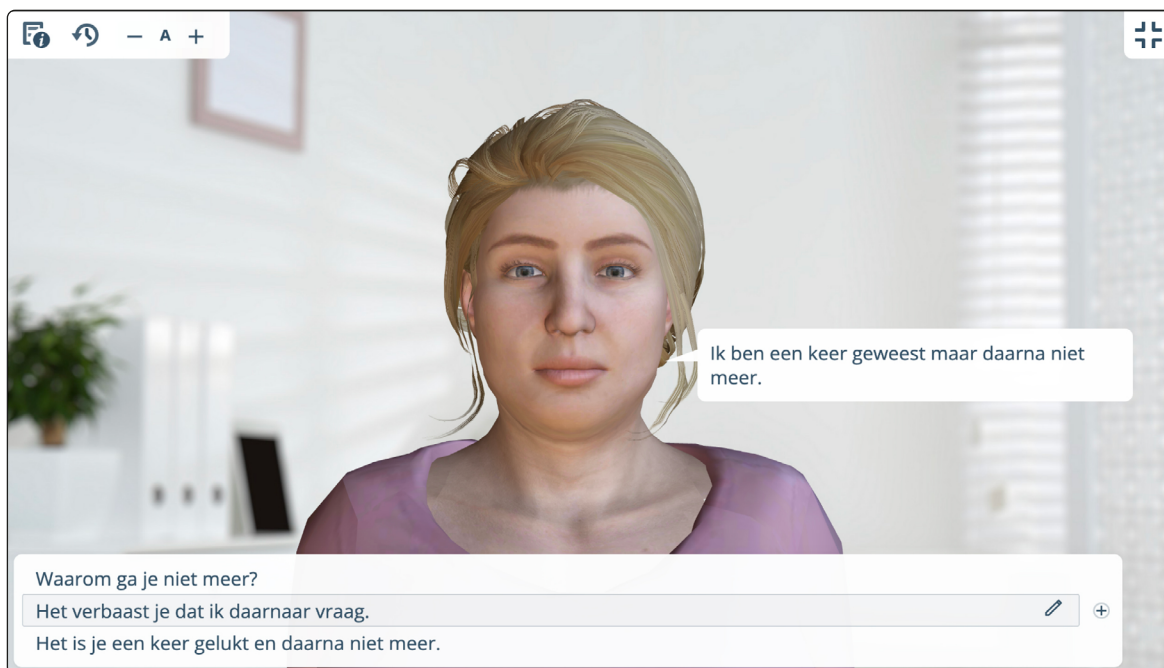 A
Ik ben een keer geweest maar daarna niet
meer.
Waarom ga je niet meer?
Het verbaast je dat ik daarnaar vraag.
Het is je een keer gelukt en daarna niet meer.